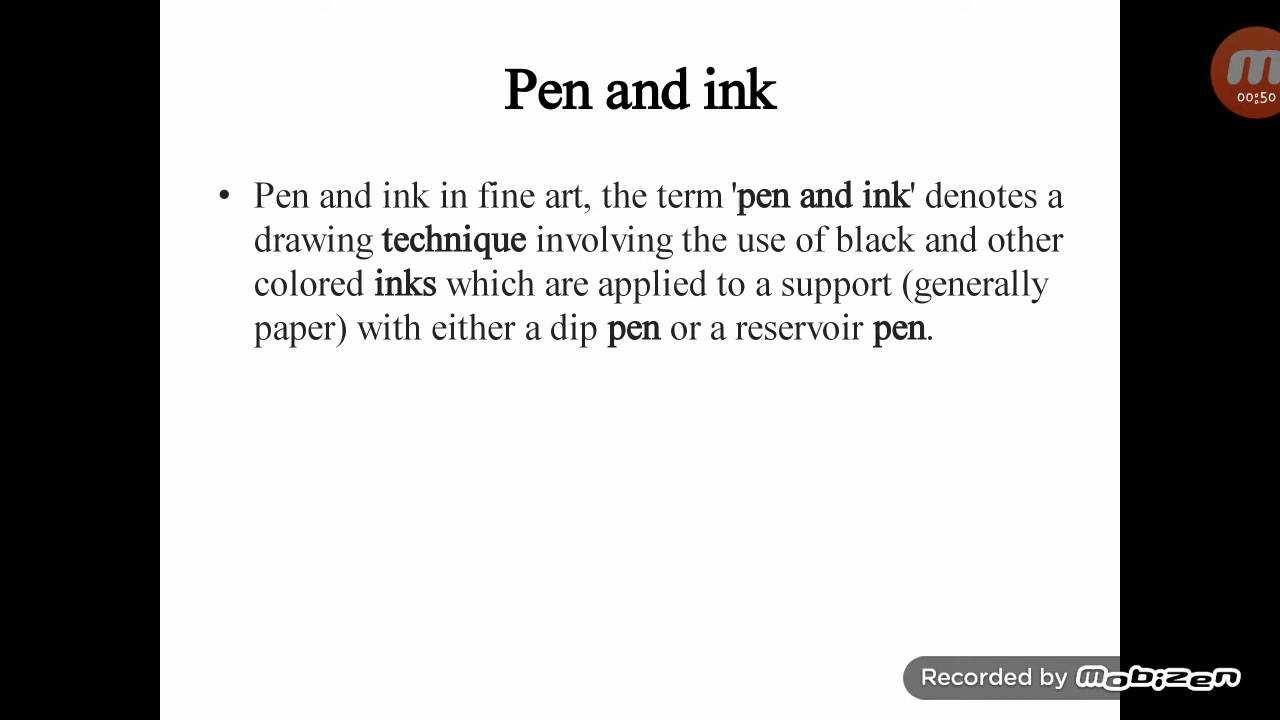 Pen and ink
00:50
• Pen and ink in fine art, the term 'pen and ink' denotes a
drawing technique involving the use of black and other
colored inks which are applied to a support (generally
paper) with either a dip pen or a reservoir pen.
Recorded by mobizen